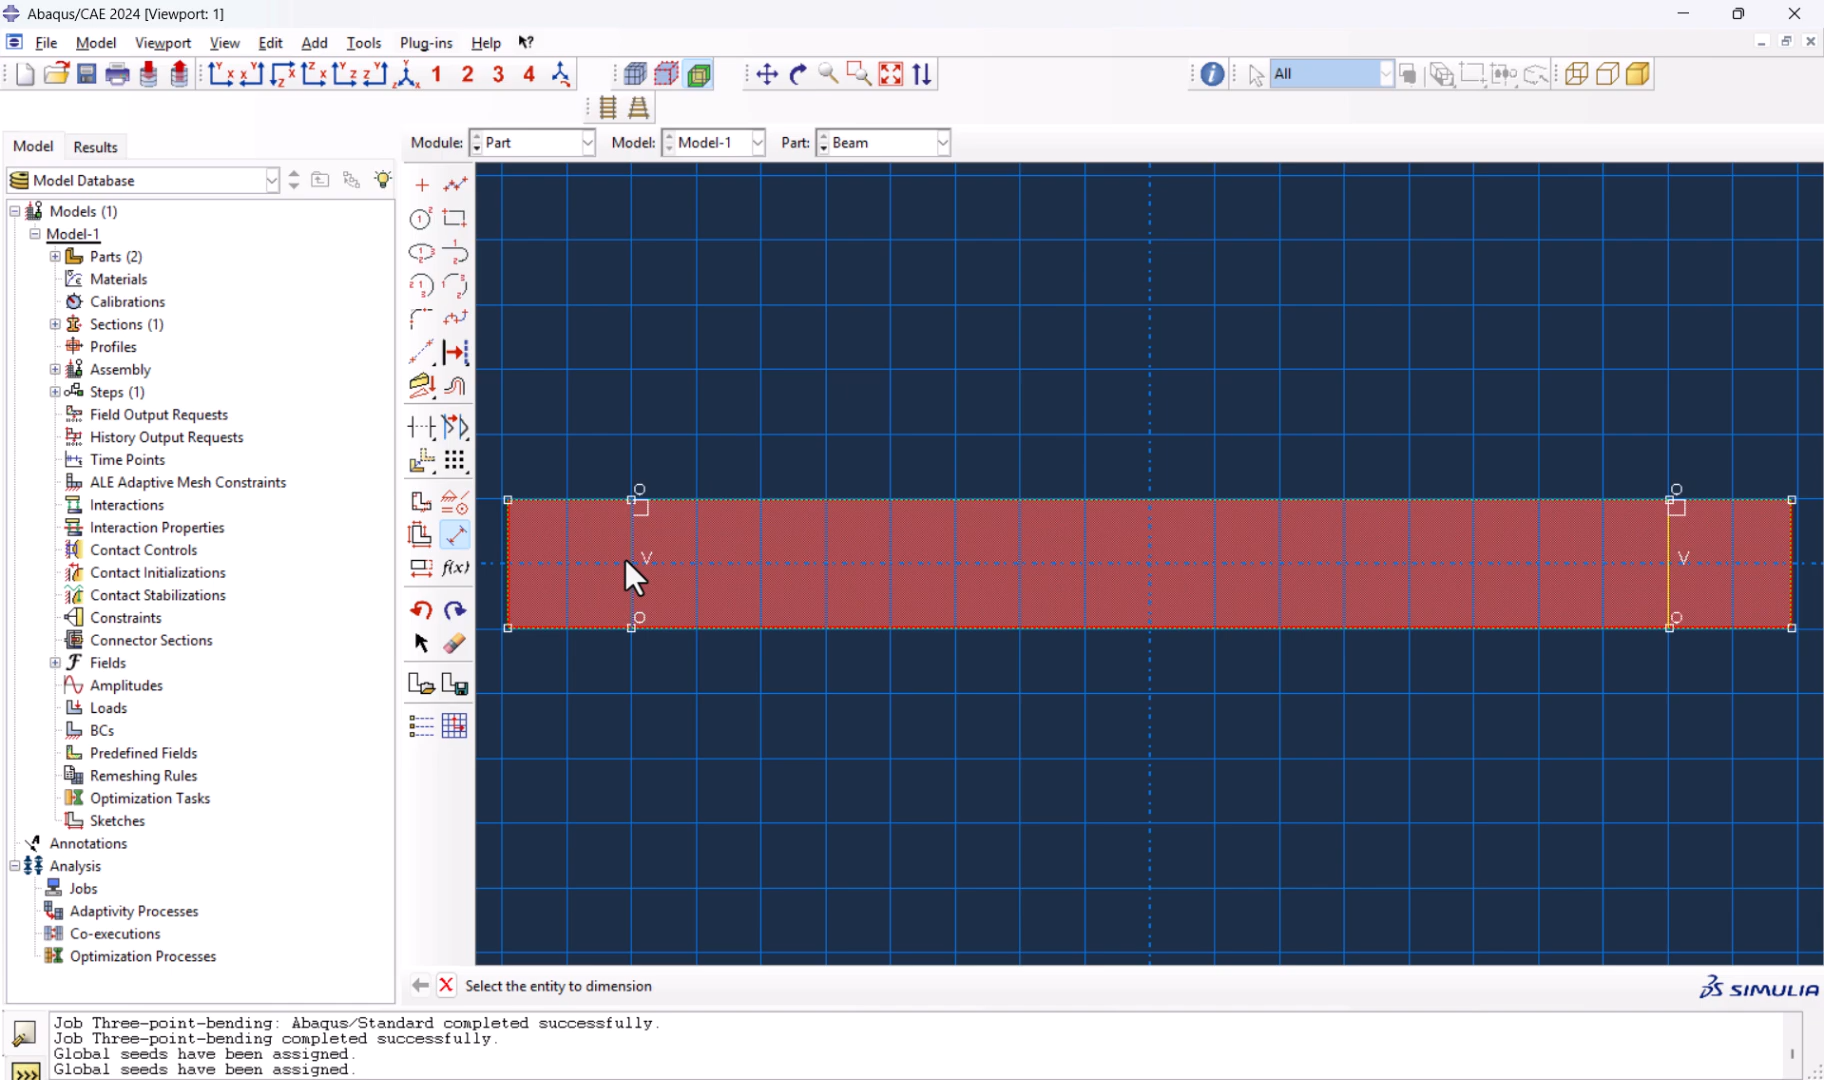 Abaqus/CAE 2024 [Viewport: 1]
File Model Viewport View Edit Add Tools Plug-ins Help
1 2 3 4
All
Model Results
Module: Part Model: Model-1 Part: Beam
Model Database
Models (1)
Model-1
Parts (2)
Materials
Calibrations
Sections (1)
Profiles
Assembly
Steps (1)
Field Output Requests
History Output Requests
Time Points
ALE Adaptive Mesh Constraints
Interactions
Interaction Properties
Contact Controls
Contact Initializations
Contact Stabilizations
Constraints
Connector Sections
Fields
Amplitudes
Loads
BCs
Predefined Fields
Remeshing Rules
Optimization Tasks
Sketches
Annotations
Analysis
Jobs
Adaptivity Processes
Co-executions
Optimization Processes
f(x)
V
V
Select the entity to dimension
SIMULIA
Job Three-point-bending: Abaqus/Standard completed successfully.
Job Three-point-bending completed successfully.
Global seeds have been assigned.
Global seeds have been assigned.